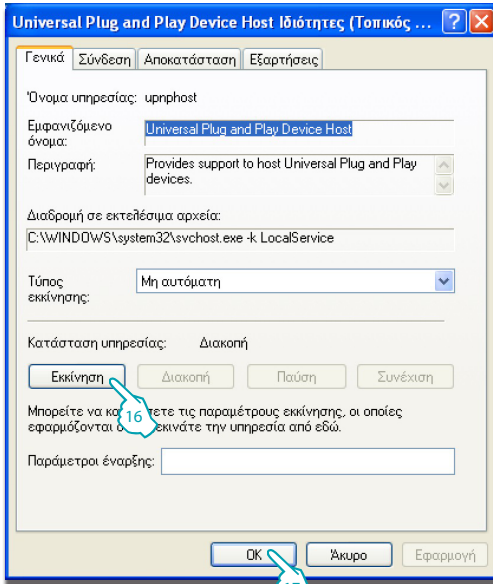 Universal Plug and Play Device Host Ιδιότητες (Τοπικός ...
Γενικά Σύνδεση Αποκατάσταση Εξαρτήσεις
Όνομα υπηρεσίας: upnphost
Εμφανιζόμενο Universal Plug and Play Device Host
όνομα:
Περιγραφή: Provides support to host Universal Plug and Play
devices.
Διαδρομή σε εκτελέσιμα αρχεία:
C:\WINDOWS\system32\svchost.exe -k LocalService
Τύπος Μη αυτόματη
εκκίνησης:
Κατάσταση υπηρεσίας: Διακοπή
Εκκίνηση Διακοπή Παύση Συνέχιση
16
Μπορείτε να τις παραμέτρους εκκίνησης, οι οποίες
εφαρμόζονται την υπηρεσία από εδώ.
Παράμετροι έναρξης:
OK Άκυρο Εφαρμογή